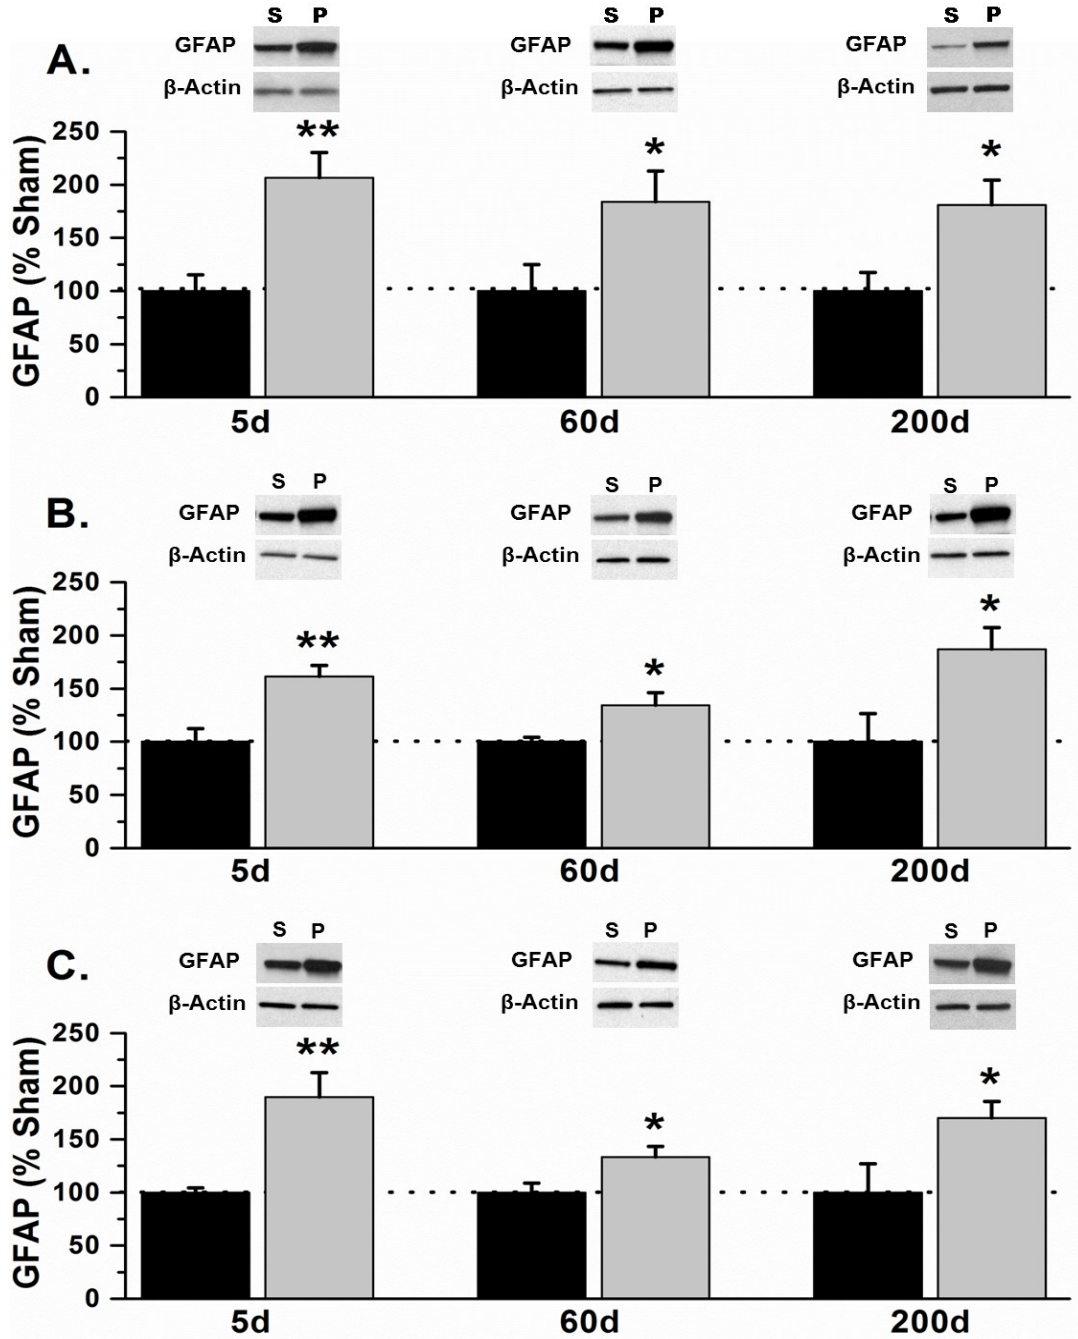 S P S P S P
GFAP GFAP GFAP
A.
β-Actin β-Actin β-Actin
** * *
250
200
150
100
50
0
GFAP (% Sham)
5d 60d 200d
S P S P S P
B.
GFAP GFAP GFAP
β-Actin β-Actin β-Actin
** * *
250
200
150
100
50
0
GFAP (% Sham)
5d 60d 200d
S P S P S P
C.
GFAP GFAP GFAP
β-Actin β-Actin β-Actin
** * *
250
200
150
100
50
0
GFAP (% Sham)
5d 60d 200d